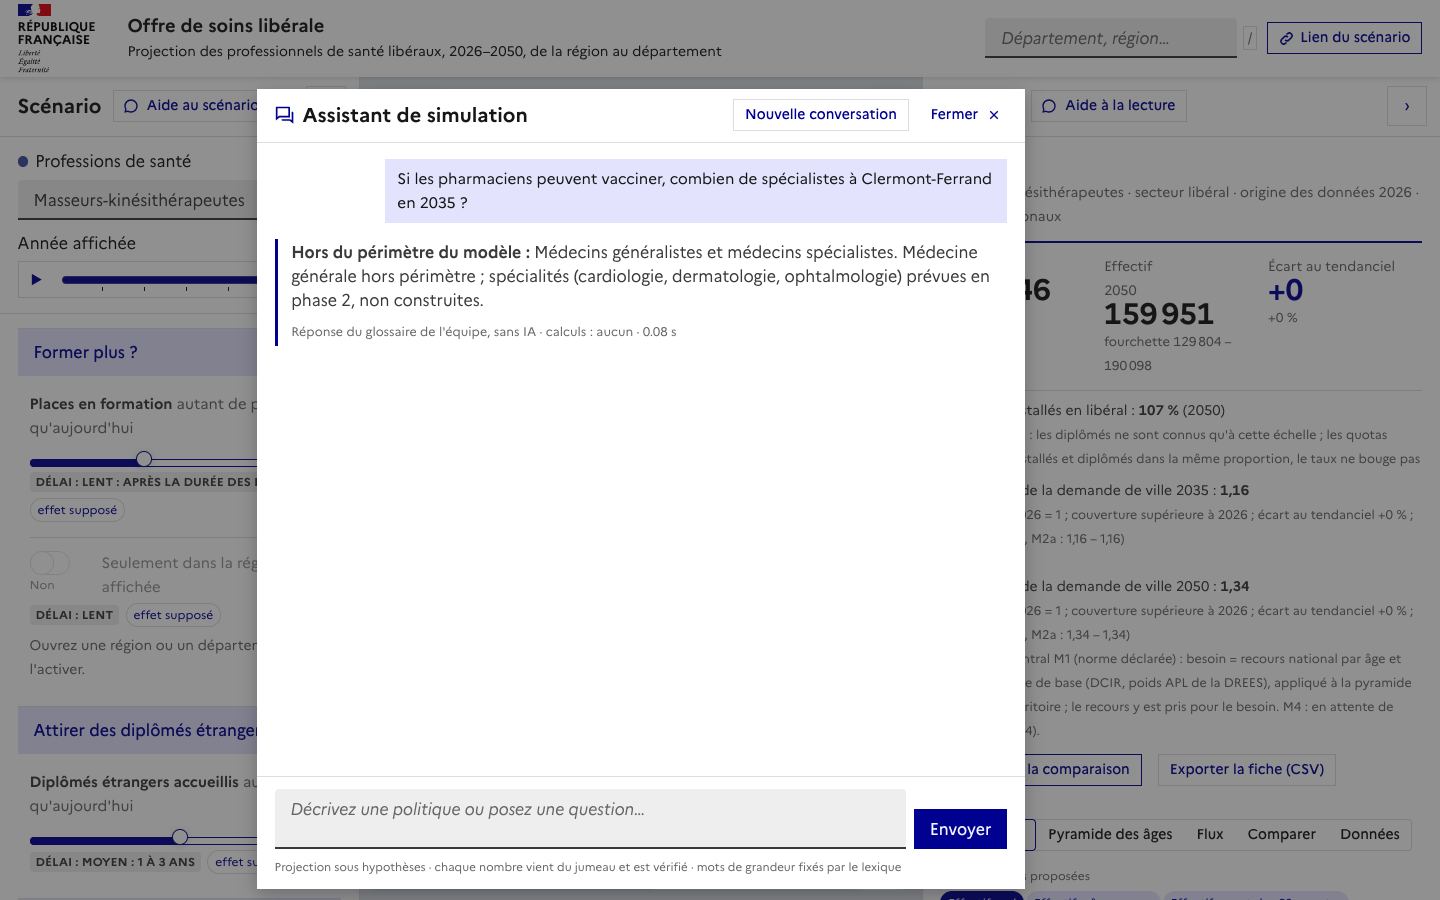 RÉPUBLIQUE
FRANÇAISE
Liberté
Égalité
Fraternité
Offre de soins libérale
Projection des professionnels de santé libéraux, 2026–2050, de la région au département
Département, région…
/
Lien du scénario
Scénario
Aide au scénario
Aide à la lecture
›
Professions de santé
Masseurs-kinésithérapeutes
Année affichée
Former plus ?
Places en formation autant de p
qu'aujourd'hui
DÉLAI : LENT : APRÈS LA DURÉE DES
effet supposé
Seulement dans la rég
Non
affichée
DÉLAI : LENT
effet supposé
Ouvrez une région ou un départe
l'activer.
Attirer des diplômés étranger
Diplômés étrangers accueillis au
qu'aujourd'hui
DÉLAI : MOYEN : 1 À 3 ANS
effet su
Assistant de simulation
Nouvelle conversation
Fermer ×
Si les pharmaciens peuvent vacciner, combien de spécialistes à Clermont-Ferrand
en 2035 ?
Hors du périmètre du modèle : Médecins généralistes et médecins spécialistes. Médecine
générale hors périmètre ; spécialités (cardiologie, dermatologie, ophtalmologie) prévues en
phase 2, non construites.
Réponse du glossaire de l'équipe, sans IA · calculs : aucun · 0.08 s
Décrivez une politique ou posez une question…
Envoyer
Projection sous hypothèses · chaque nombre vient du jumeau et est vérifié · mots de grandeur fixés par le lexique
ésithérapeutes · secteur libéral · origine des données 2026 ·
onaux
Effectif
2050
159 951
fourchette 129 804 –
190 098
Écart au tendanciel
+0
+0 %
46
tallés en libéral : 107 % (2050)
: les diplômés ne sont connus qu'à cette échelle ; les quotas
stallés et diplômés dans la même proportion, le taux ne bouge pas
de la demande de ville 2035 : 1,16
026 = 1 ; couverture supérieure à 2026 ; écart au tendanciel +0 % ;
, M2a : 1,16 – 1,16)
de la demande de ville 2050 : 1,34
026 = 1 ; couverture supérieure à 2026 ; écart au tendanciel +0 % ;
, M2a : 1,34 – 1,34)
ntral M1 (norme déclarée) : besoin = recours national par âge et
e de base (DCIR, poids APL de la DREES), appliqué à la pyramide
ritoire ; le recours y est pris pour le besoin. M4 : en attente de
4).
la comparaison
Exporter la fiche (CSV)
Pyramide des âges
Flux
Comparer
Données
s proposées